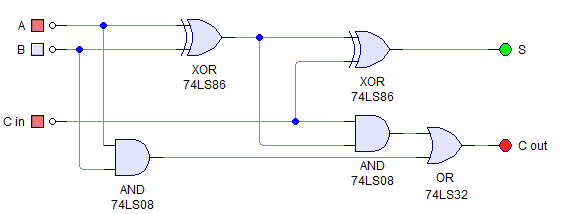 A
B
S
XOR
74LS86
XOR
74LS86
C in
C out
AND
74LS08
OR
74LS32
AND
74LS08